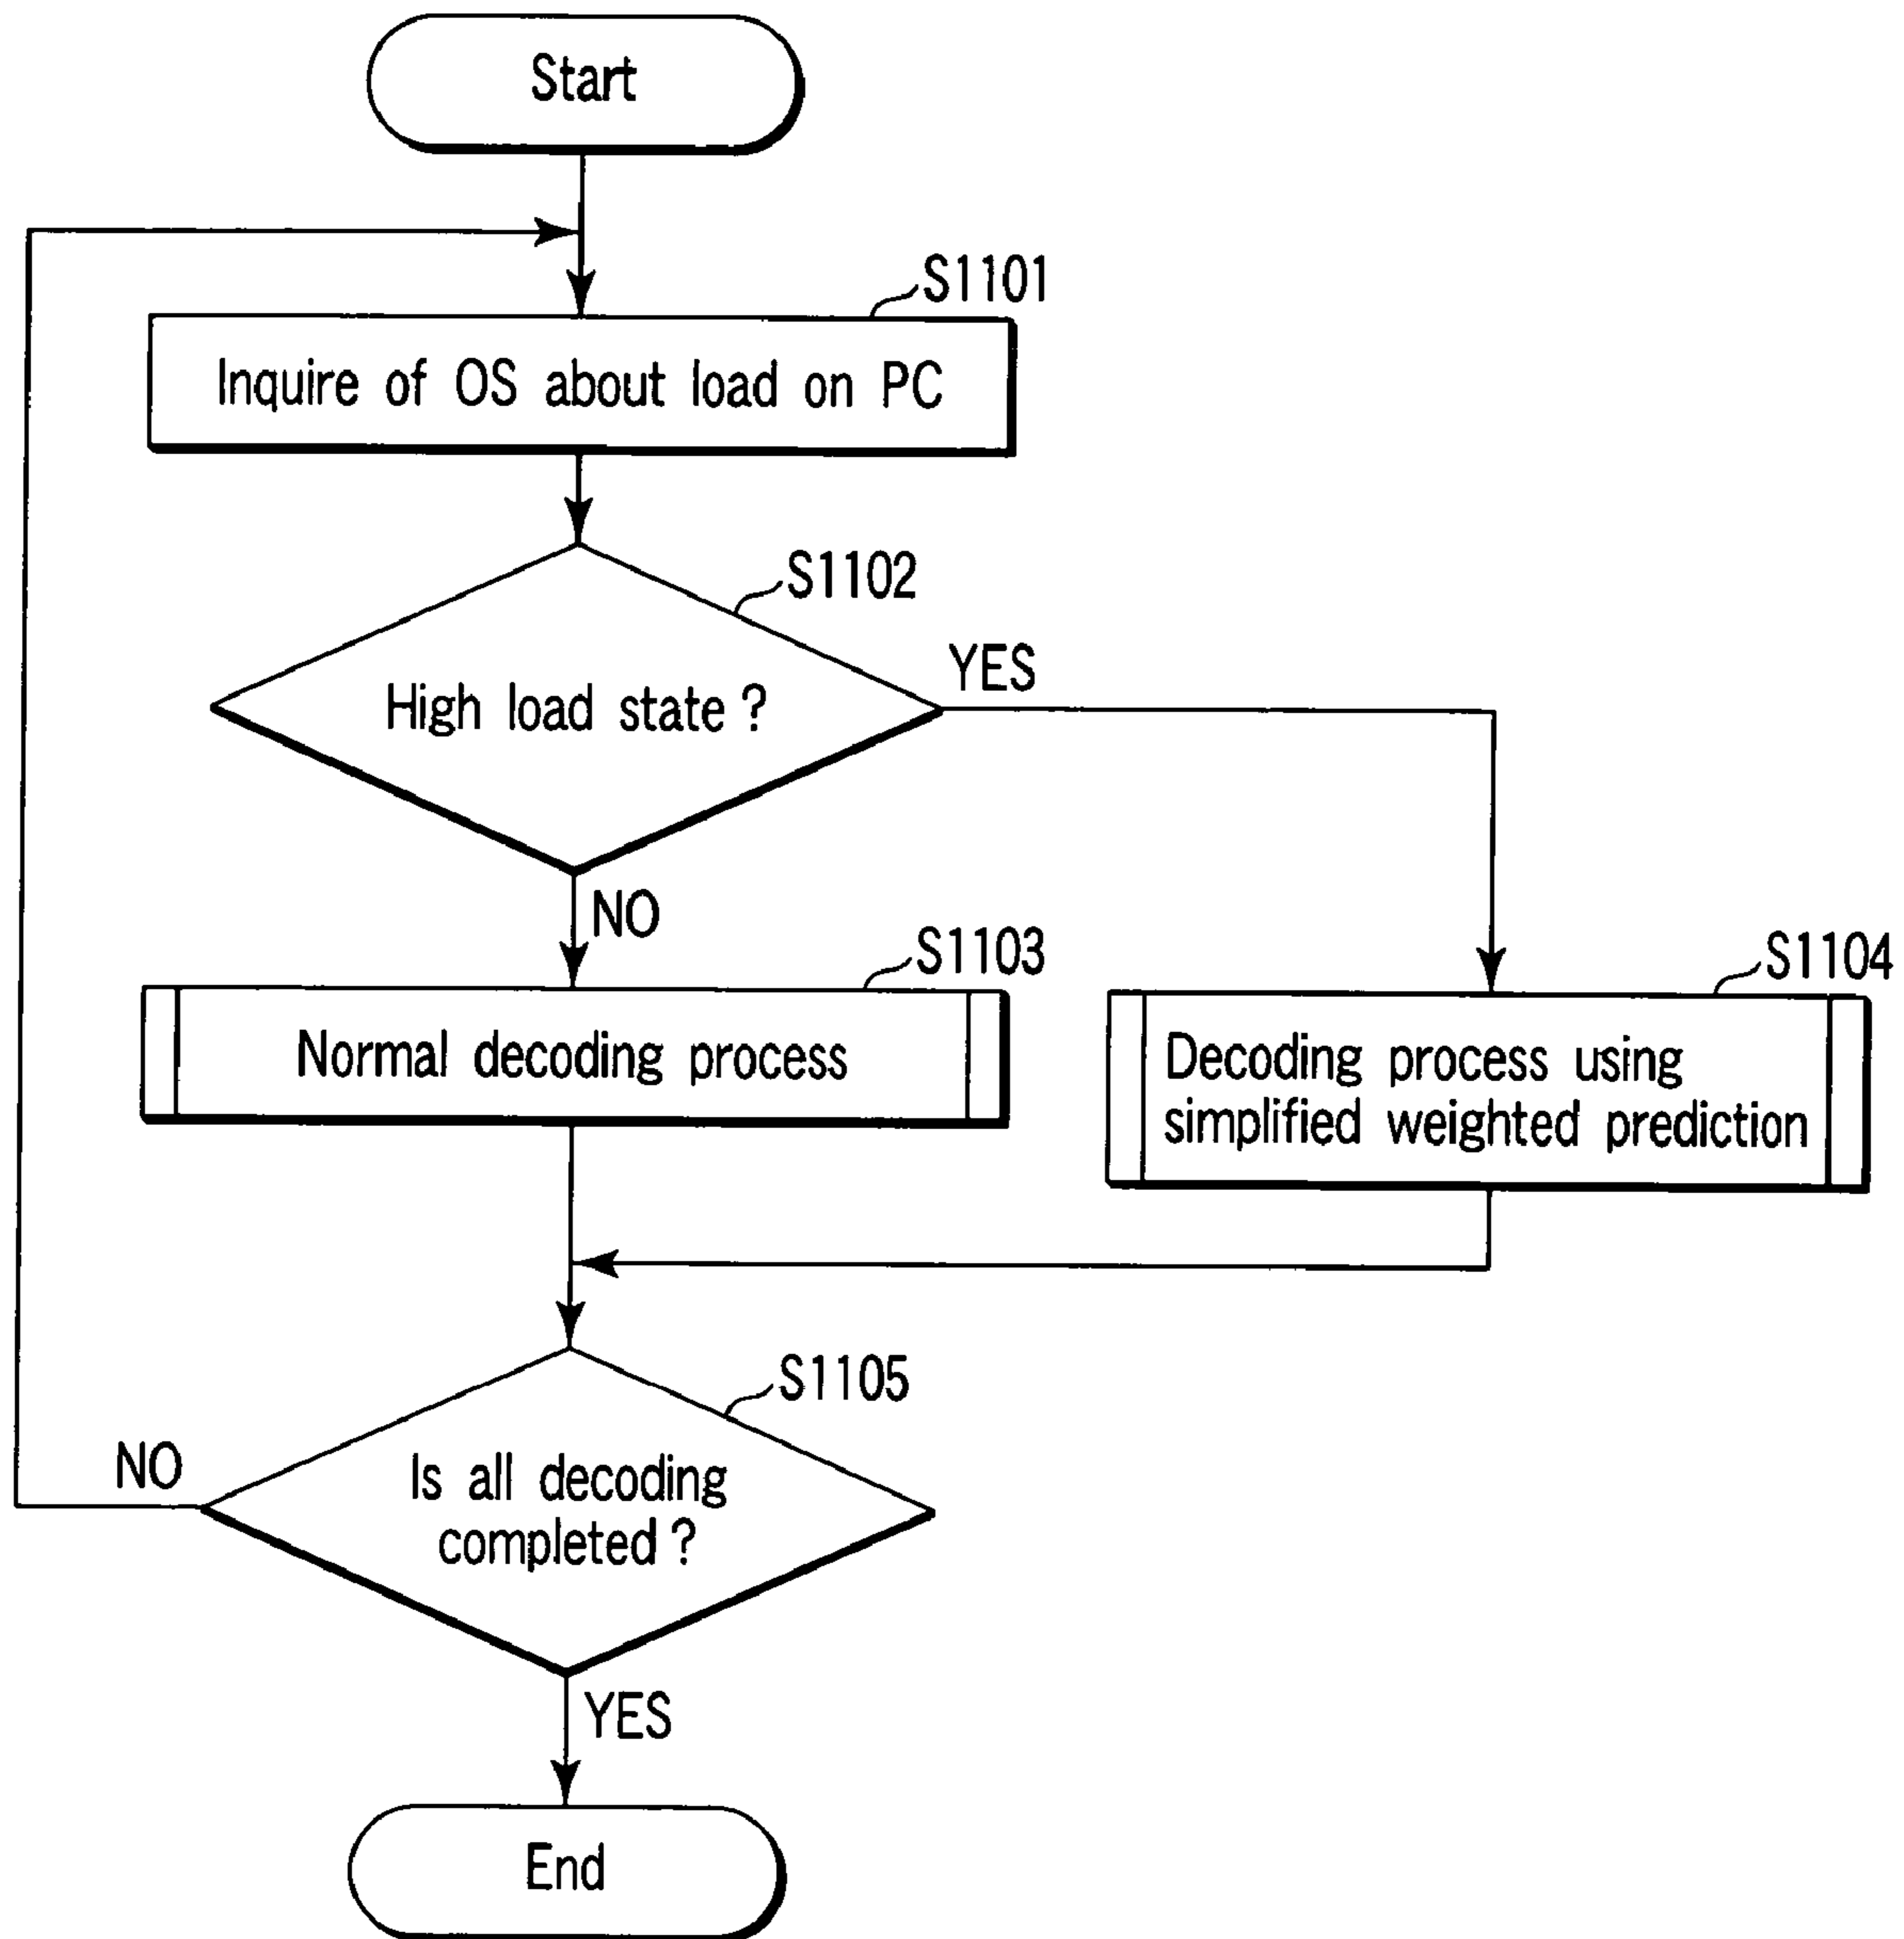 Start
S1101
Inquire of OS about load on PC
S1102
High load state ?
YES
NO
S1103
Normal decoding process
S1104
Decoding process using
simplified weighted prediction
S1105
Is all decoding
completed ?
NO
YES
End